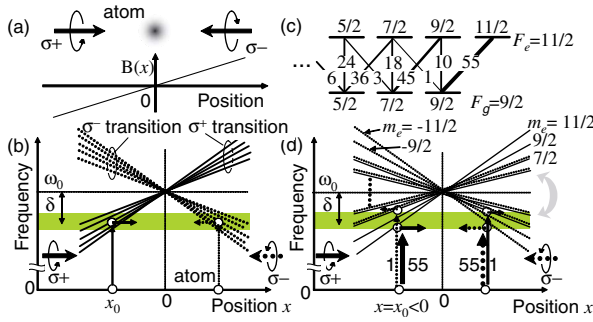 (a)
atom
σ+
σ−
B(x)
0
Position
(c)
5/2 7/2 9/2 11/2
F_e=11/2
...
24 18 10 55
6 36 3 45 1
5/2 7/2 9/2
F_g=9/2
(b)
σ− transition
σ+ transition
Frequency
ω₀
δ
σ+
atom
σ−
0
x₀
0
Position x
(d)
m_e= -11/2
-9/2
m_e= 11/2
9/2
7/2
Frequency
ω₀
δ
σ+
1 55
55 1
σ−
0
x=x₀<0
0
Position x